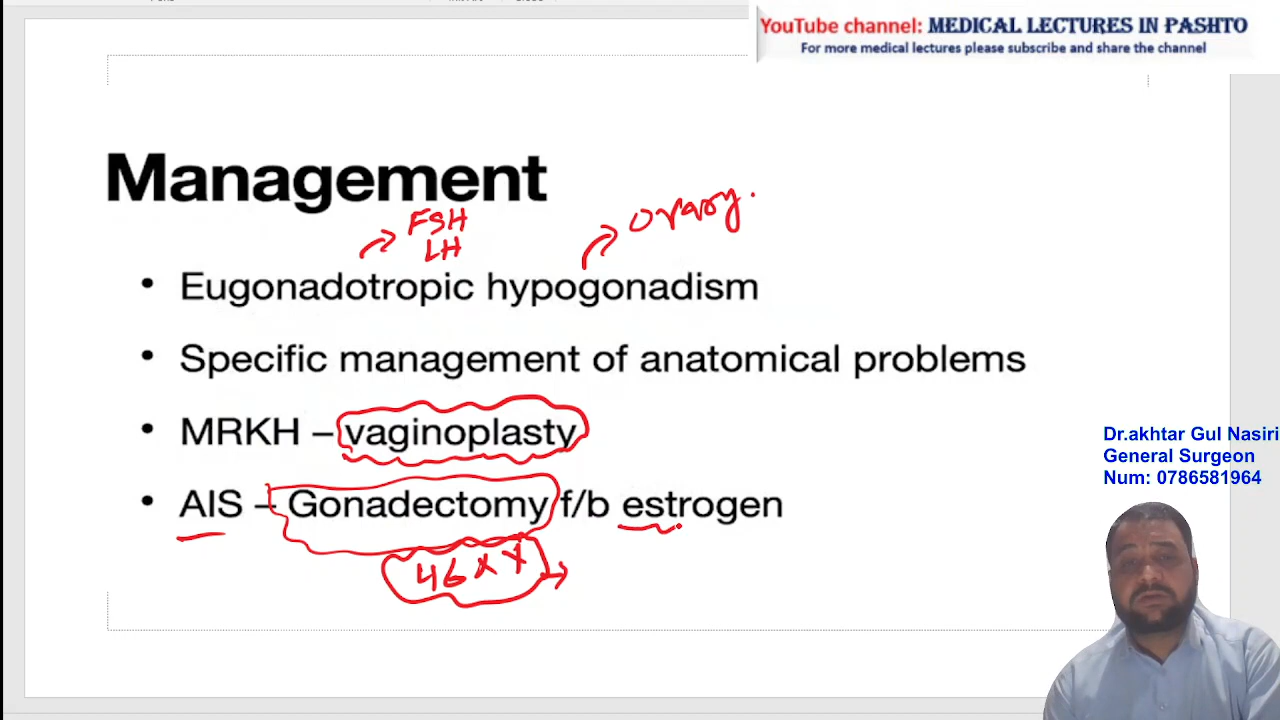 YouTube channel: MEDICAL LECTURES IN PASHTO
For more medical lectures please subscribe and share the channel
Management
FSH
LH
ovary.
• Eugonadotropic hypogonadism
• Specific management of anatomical problems
• MRKH – vaginoplasty
• AIS – Gonadectomy f/b estrogen
Dr.akhtar Gul Nasiri
General Surgeon
Num: 0786581964